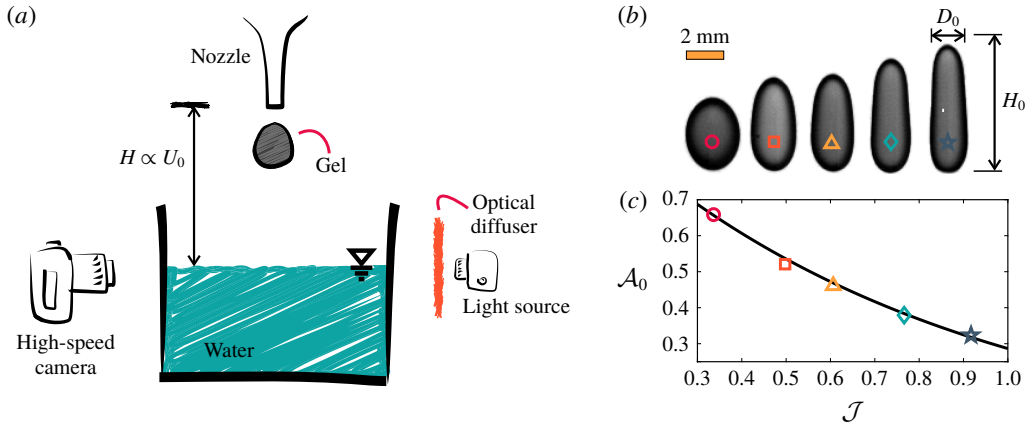 (a)
Nozzle
H ∝ U₀
Gel
Optical
diffuser
Light source
High-speed
camera
Water
(b)
2 mm
D₀
H₀
(c)
0.7
0.6
0.5
0.4
0.3
𝒜₀
0.3 0.4 0.5 0.6 0.7 0.8 0.9 1.0
𝒥